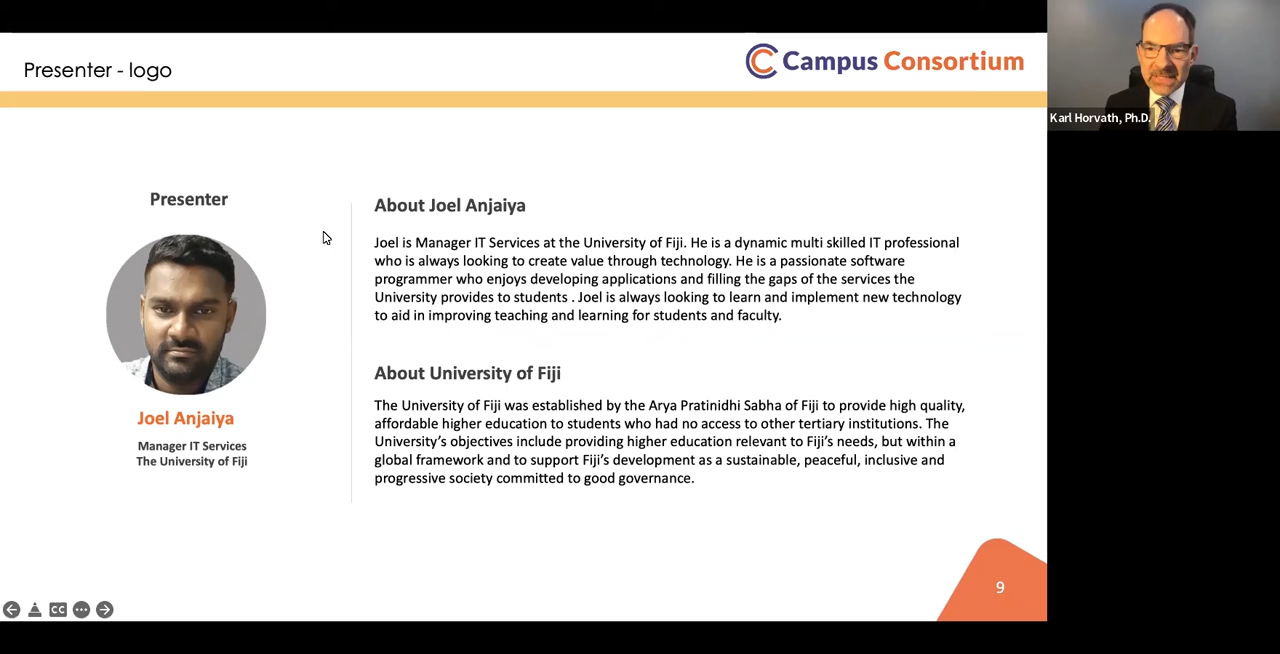 Presenter - logo
Campus Consortium
Karl Horvath, Ph.D.
Presenter
Joel Anjaiya
Manager IT Services
The University of Fiji
About Joel Anjaiya
Joel is Manager IT Services at the University of Fiji. He is a dynamic multi skilled IT professional
who is always looking to create value through technology. He is a passionate software
programmer who enjoys developing applications and filling the gaps of the services the
University provides to students . Joel is always looking to learn and implement new technology
to aid in improving teaching and learning for students and faculty.
About University of Fiji
The University of Fiji was established by the Arya Pratinidhi Sabha of Fiji to provide high quality,
affordable higher education to students who had no access to other tertiary institutions. The
University's objectives include providing higher education relevant to Fiji's needs, but within a
global framework and to support Fiji's development as a sustainable, peaceful, inclusive and
progressive society committed to good governance.
9
CC